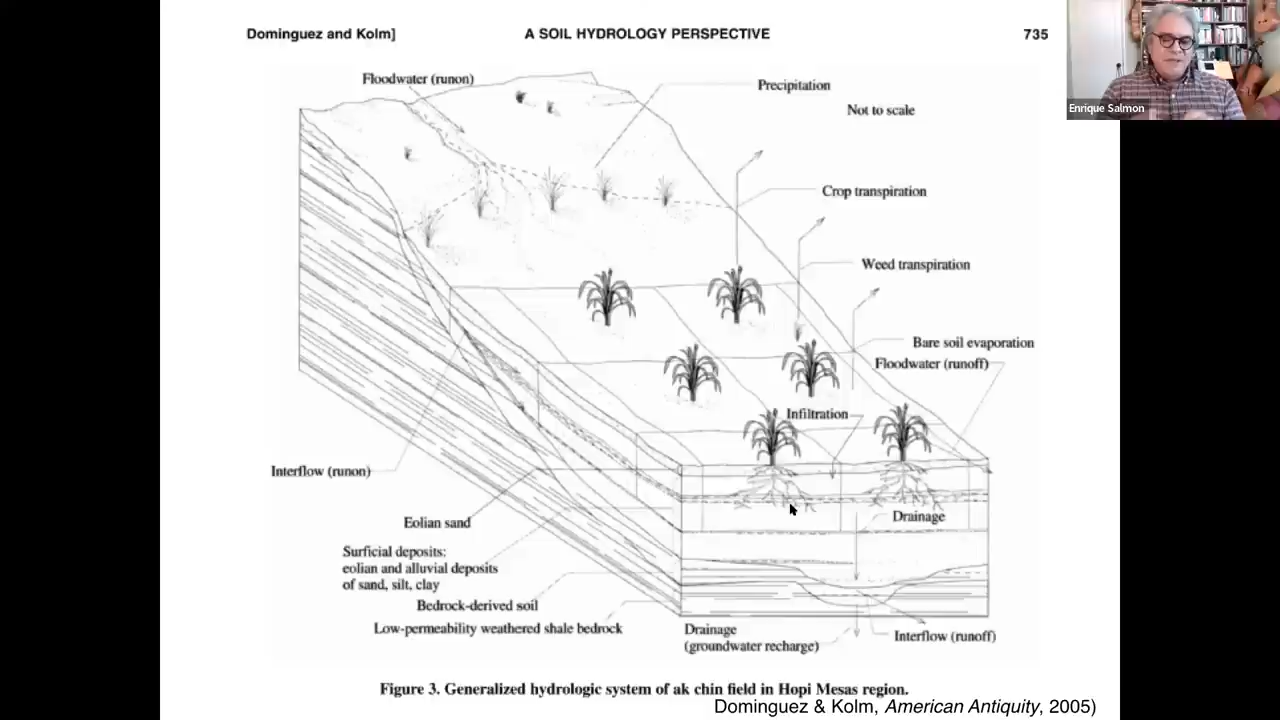 Dominguez and Kolm]
A SOIL HYDROLOGY PERSPECTIVE
735
Enrique Salmon
Floodwater (runon)
Precipitation
Not to scale
Crop transpiration
Weed transpiration
Bare soil evaporation
Floodwater (runoff)
Infiltration
Interflow (runon)
Eolian sand
Drainage
Surficial deposits:
eolian and alluvial deposits
of sand, silt, clay
Bedrock-derived soil
Low-permeability weathered shale bedrock
Drainage
(groundwater recharge)
Interflow (runoff)
Figure 3. Generalized hydrologic system of ak chin field in Hopi Mesas region.
Dominguez & Kolm, American Antiquity, 2005)